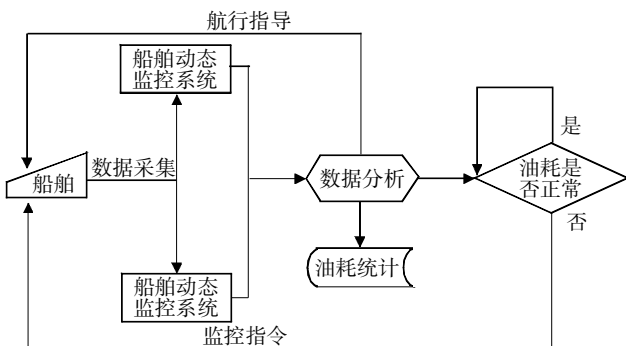 航行指导
船舶动态
监控系统
是
数据采集
船舶
数据分析
油耗是
否正常
否
油耗统计
船舶动态
监控系统
监控指令